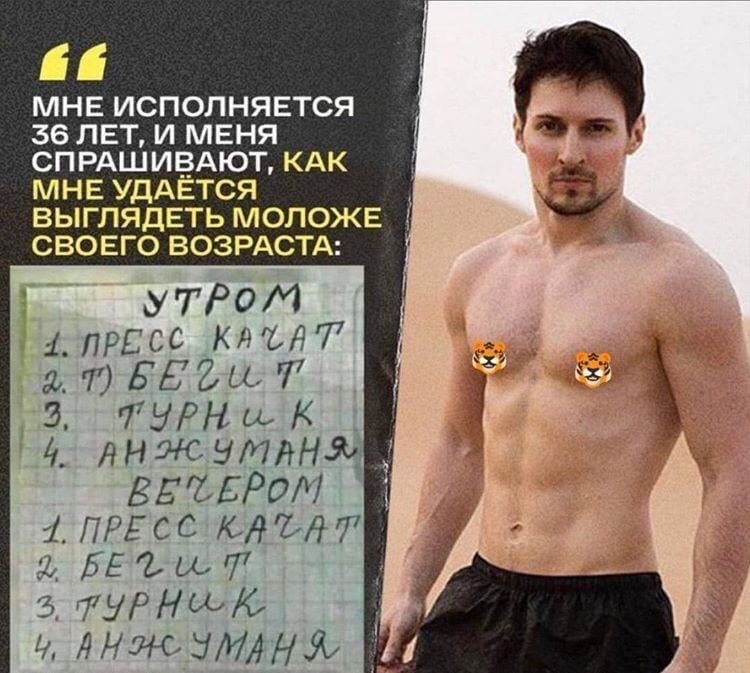 МНЕ ИСПОЛНЯЕТСЯ
36 ЛЕТ, И МЕНЯ
СПРАШИВАЮТ, КАК
МНЕ УДАЁТСЯ
ВЫГЛЯДЕТЬ МОЛОЖЕ
СВОЕГО ВОЗРАСТА:
УТРОМ
1. ПРЕСС КАЧАТ
2. Т) БЕГИТ
3. ТУРНИК
4. АНЖУМАНЯ
ВЕЧЕРОМ
1. ПРЕСС КАЧАТ
2. БЕГИТ
3. ТУРНИК
4. АНЖУМАНЯ